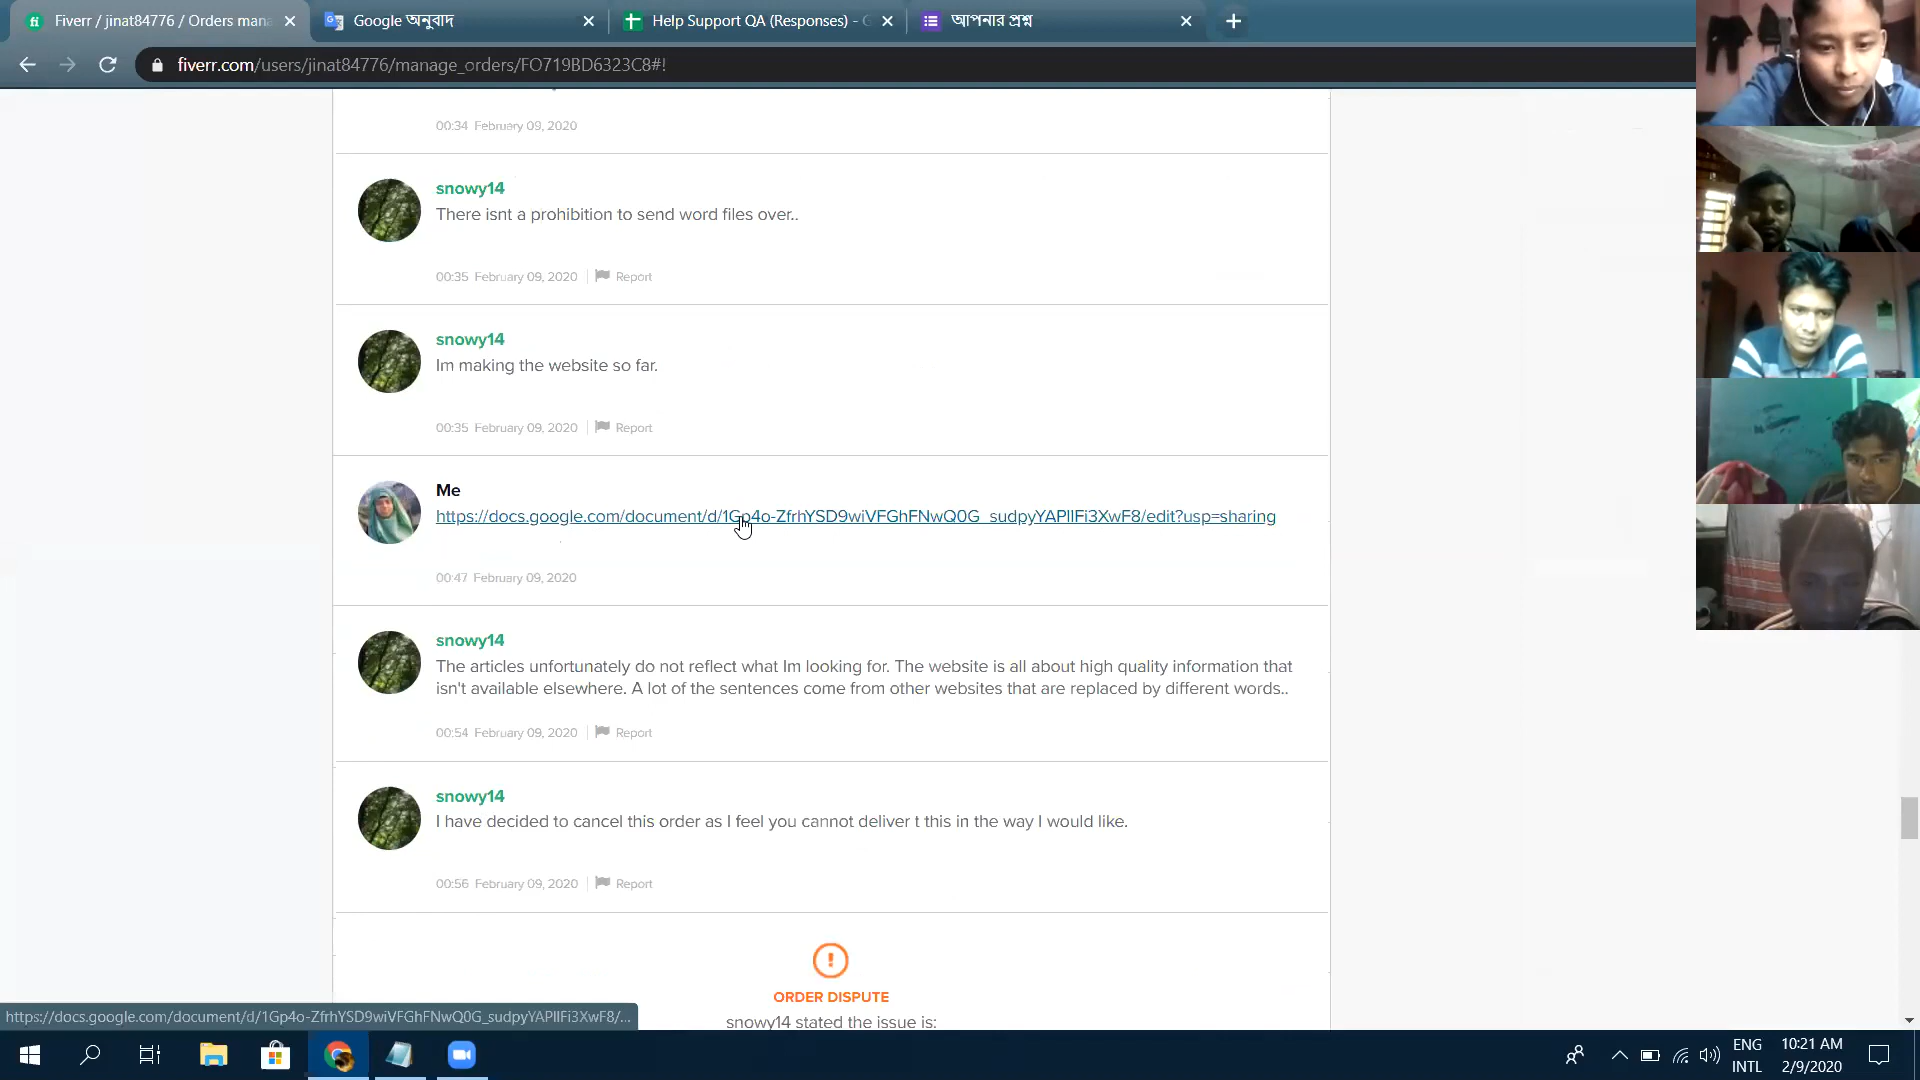 Fiverr / jinat84776 / Orders mana
Google অনুবাদ
Help Support QA (Responses) - G
আপনার প্রশ্ন
fiverr.com/users/jinat84776/manage_orders/FO719BD6323C8#!
00:34 February 09, 2020
snowy14
There isnt a prohibition to send word files over..
00:35 February 09, 2020 Report
snowy14
Im making the website so far.
00:35 February 09, 2020 Report
Me
https://docs.google.com/document/d/1Gp4o-ZfrhYSD9wiVFGhFNwQ0G_sudpyYAPIlFi3XwF8/edit?usp=sharing
00:47 February 09, 2020
snowy14
The articles unfortunately do not reflect what Im looking for. The website is all about high quality information that
isn't available elsewhere. A lot of the sentences come from other websites that are replaced by different words..
00:54 February 09, 2020 Report
snowy14
I have decided to cancel this order as I feel you cannot deliver t this in the way I would like.
00:56 February 09, 2020 Report
ORDER DISPUTE
snowy14 stated the issue is:
https://docs.google.com/document/d/1Gp4o-ZfrhYSD9wiVFGhFNwQ0G_sudpyYAPIlFi3XwF8/...
ENG
INTL
10:21 AM
2/9/2020